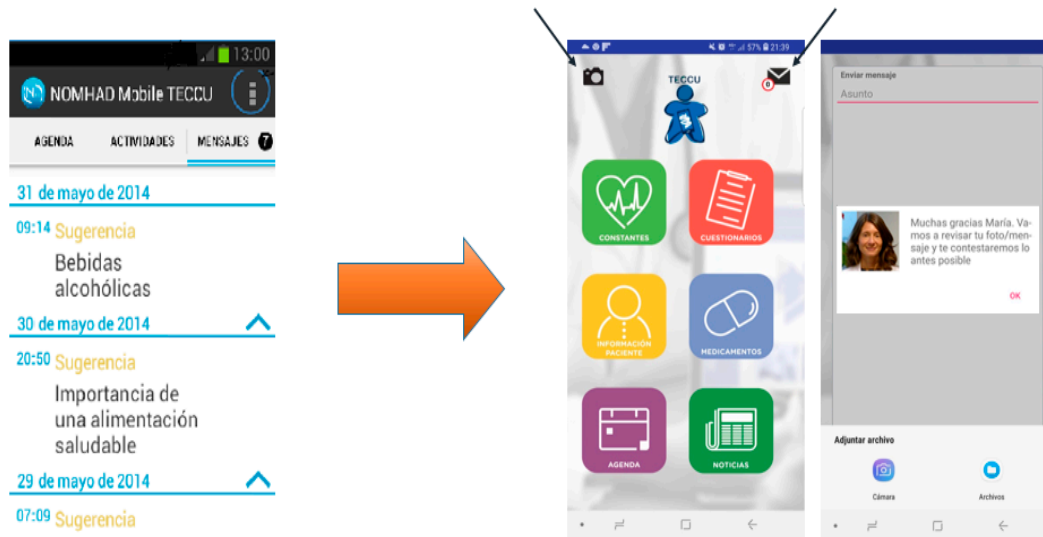 13:00
NOMHAD Mobile TECCU
AGENDA ACTIVIDADES MENSAJES 7
31 de mayo de 2014
09:14 Sugerencia
Bebidas
alcohólicas
30 de mayo de 2014
20:50 Sugerencia
Importancia de
una alimentación
saludable
29 de mayo de 2014
07:09 Sugerencia
57% 21:39
TECCU
0
CONSTANTES
CUESTIONARIOS
INFORMACIÓN
PACIENTE
MEDICAMENTOS
AGENDA
NOTICIAS
Enviar mensaje
Asunto
Muchas gracias María. Va-
mos a revisar tu foto/men-
saje y te contestaremos lo
antes posible
OK
Adjuntar archivo
Cámara
Archivos